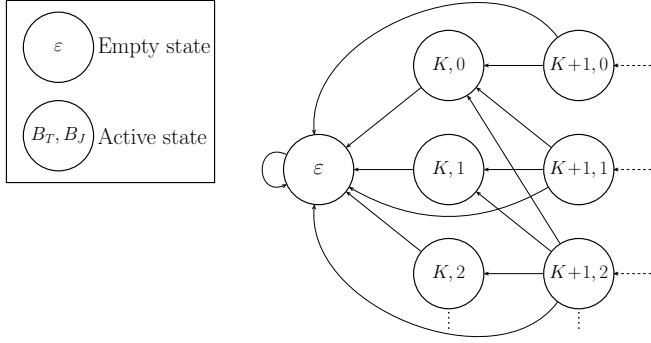 ε Empty state
B_T, B_J Active state
K, 0
K+1, 0
ε
K, 1
K+1, 1
K, 2
K+1, 2